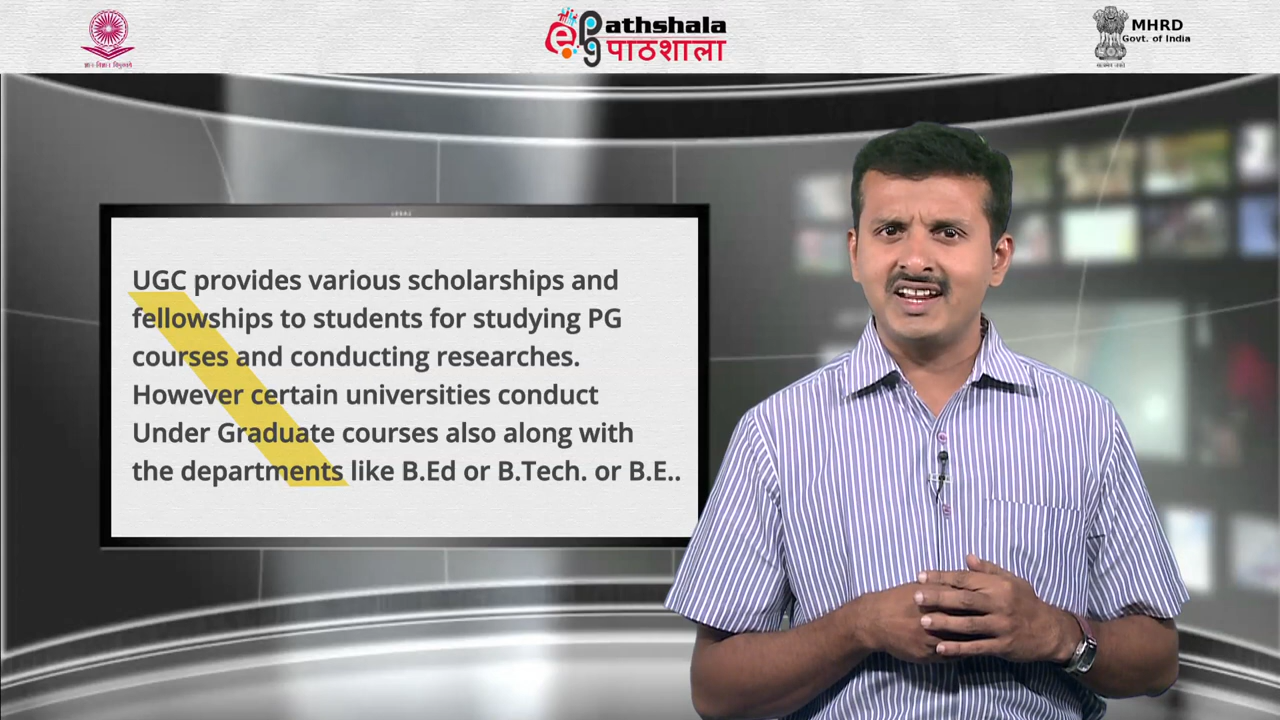 ePg Pathshala
पाठशाला
MHRD
Govt. of India
UGC provides various scholarships and
fellowships to students for studying PG
courses and conducting researches.
However certain universities conduct
Under Graduate courses also along with
the departments like B.Ed or B.Tech. or B.E..